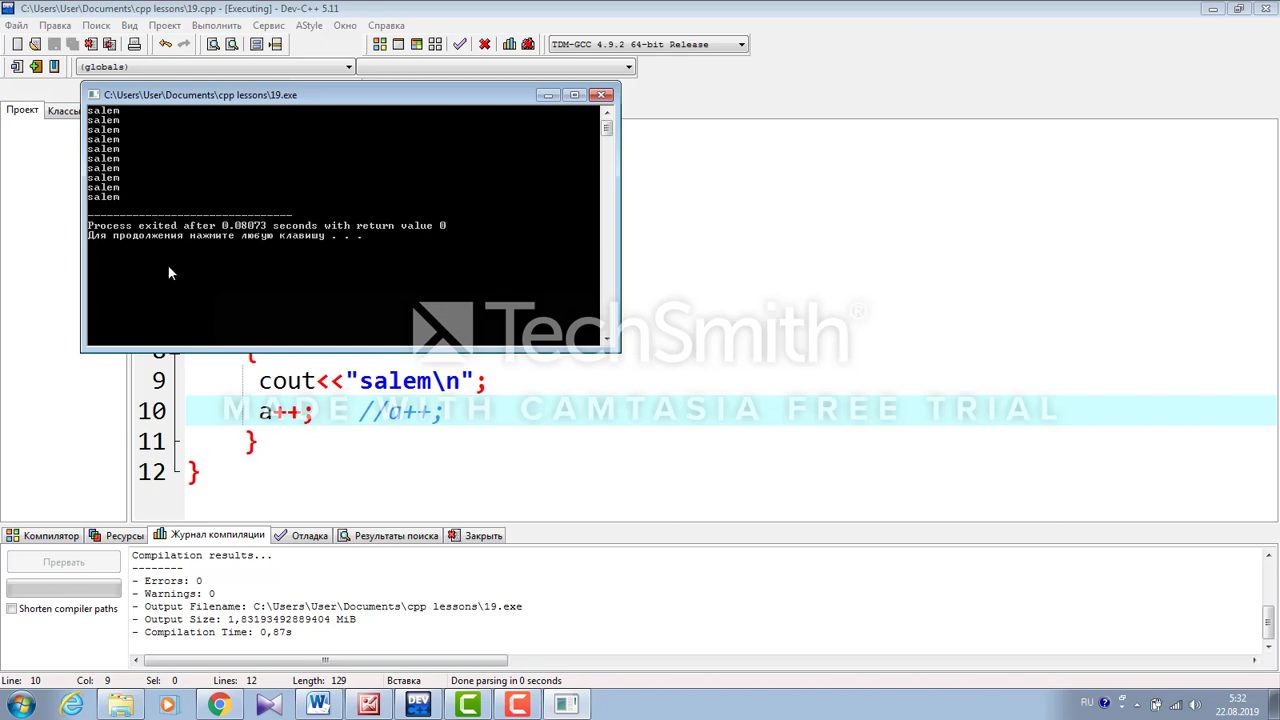 C:\Users\User\Documents\cpp lessons\19.cpp - [Executing] - Dev-C++ 5.11
Файл Правка Поиск Вид Проект Выполнить Сервис AStyle Окно Справка
TDM-GCC 4.9.2 64-bit Release
(globals)
Проект Классы
C:\Users\User\Documents\cpp lessons\19.exe
salem
salem
salem
salem
salem
salem
salem
salem
salem
salem
--------------------------------
Process exited after 0.08073 seconds with return value 0
Для продолжения нажмите любую клавишу . . .
TechSmith®
MADE WITH CAMTASIA FREE TRIAL
8 {
9 cout<<"salem\n";
10 a++; //a++;
11 }
12 }
Компилятор Ресурсы Журнал компиляции Отладка Результаты поиска Закрыть
Прервать
Shorten compiler paths
Compilation results...
--------
- Errors: 0
- Warnings: 0
- Output Filename: C:\Users\User\Documents\cpp lessons\19.exe
- Output Size: 1,83193492889404 MiB
- Compilation Time: 0,87s
Line: 10 Col: 9 Sel: 0 Lines: 12 Length: 129 Вставка Done parsing in 0 seconds
DEV
RU
5:32
22.08.2019